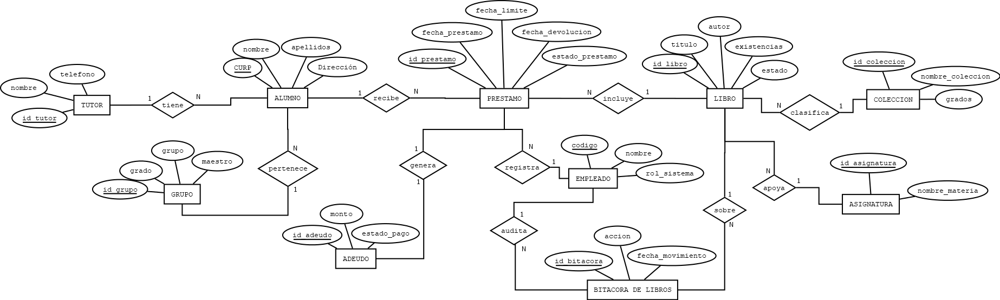 fecha_limite
fecha_prestamo
fecha_devolucion
id_prestamo
estado_prestamo
autor
titulo
existencias
id_libro
estado
nombre
apellidos
CURP
Dirección
telefono
nombre
id_tutor
TUTOR
1
tiene
N
ALUMNO
1
recibe
N
PRESTAMO
N
incluye
1
LIBRO
N
clasifica
1
COLECCION
id_coleccion
nombre_coleccion
grados
N
pertenece
1
grupo
grado
maestro
id_grupo
GRUPO
1
genera
1
N
registra
1
codigo
nombre
rol_sistema
EMPLEADO
monto
id_adeudo
estado_pago
ADEUDO
1
audita
N
accion
id_bitacora
fecha_movimiento
BITACORA DE LIBROS
1
sobre
N
N
apoya
1
id_asignatura
nombre_materia
ASIGNATURA